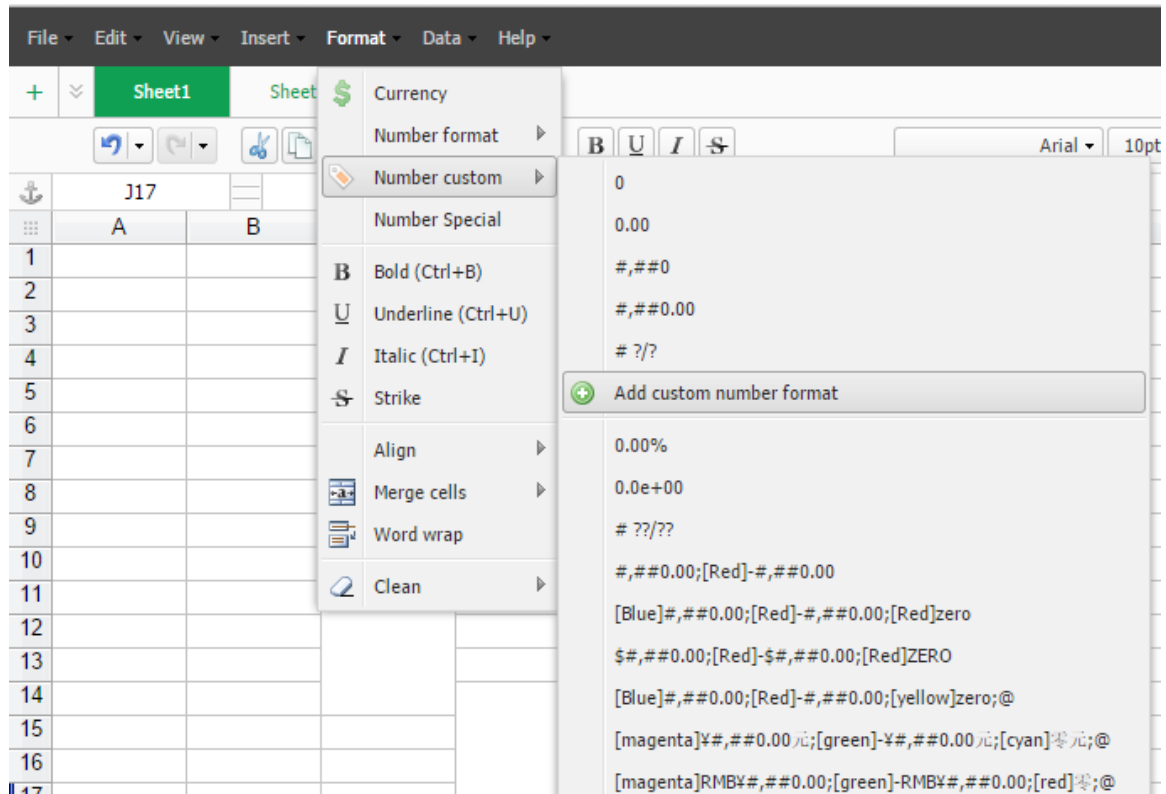 File Edit View Insert Format Data Help
+ Sheet1 Sheet
B U I S Arial 10pt
J17
A B
1
2
3
4
5
6
7
8
9
10
11
12
13
14
15
16
17
$ Currency
Number format
Number custom
Number Special
B Bold (Ctrl+B)
U Underline (Ctrl+U)
I Italic (Ctrl+I)
S Strike
Align
a Merge cells
Word wrap
Clean
0
0.00
#,##0
#,##0.00
# ?/?
Add custom number format
0.00%
0.0e+00
# ??/??
#,##0.00;[Red]-#,##0.00
[Blue]#,##0.00;[Red]-#,##0.00;[Red]zero
$#,##0.00;[Red]-$#,##0.00;[Red]ZERO
[Blue]#,##0.00;[Red]-#,##0.00;[yellow]zero;@
[magenta]¥#,##0.00元;[green]-¥#,##0.00元;[cyan]零元;@
[magenta]RMB¥#,##0.00;[green]-RMB¥#,##0.00;[red]零;@